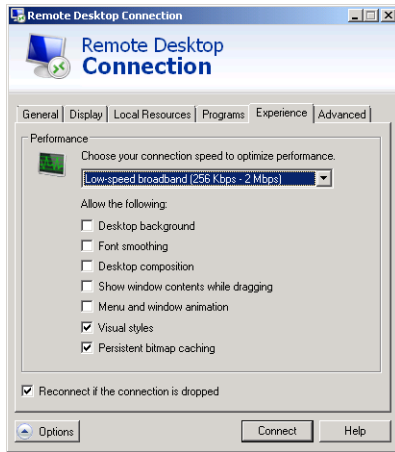 Remote Desktop Connection
Remote Desktop
Connection
General Display Local Resources Programs Experience Advanced
Performance
Choose your connection speed to optimize performance.
Low-speed broadband (256 Kbps - 2 Mbps)
Allow the following:
Desktop background
Font smoothing
Desktop composition
Show window contents while dragging
Menu and window animation
Visual styles
Persistent bitmap caching
Reconnect if the connection is dropped
Options Connect Help